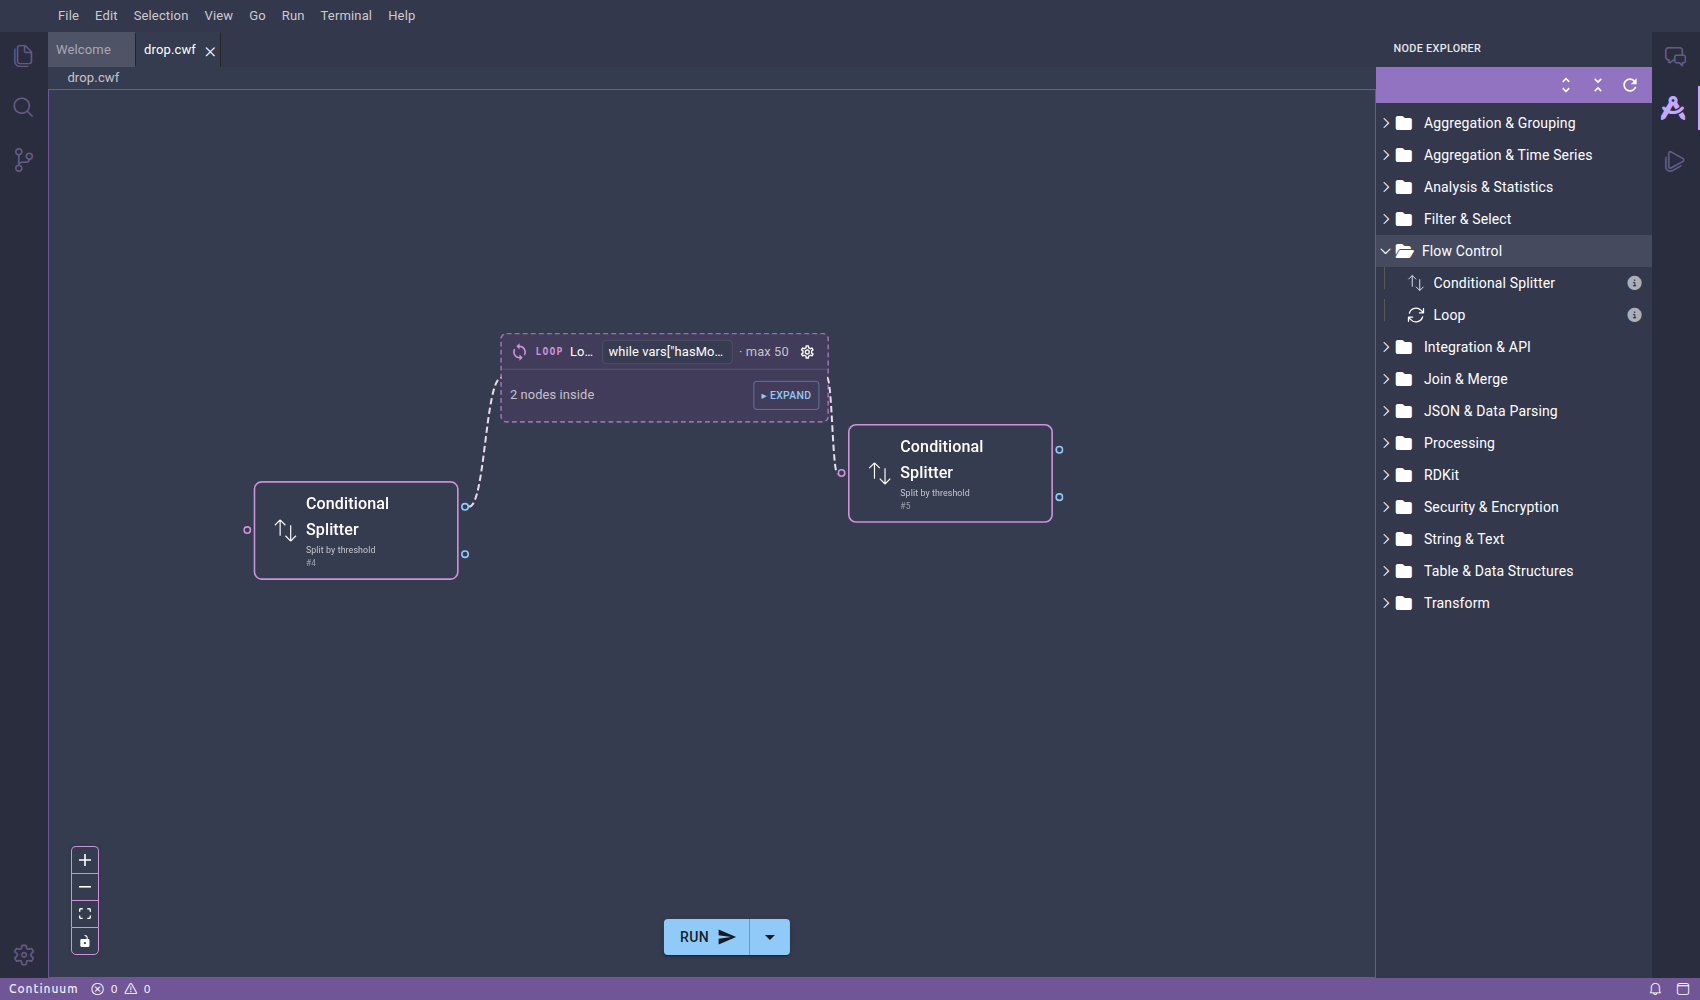 File Edit Selection View Go Run Terminal Help
Welcome drop.cwf
drop.cwf
LOOP Lo... while vars["hasMo... · max 50
2 nodes inside ▸ EXPAND
Conditional
Splitter
Split by threshold
#4
Conditional
Splitter
Split by threshold
#5
RUN
NODE EXPLORER
Aggregation & Grouping
Aggregation & Time Series
Analysis & Statistics
Filter & Select
Flow Control
Conditional Splitter
Loop
Integration & API
Join & Merge
JSON & Data Parsing
Processing
RDKit
Security & Encryption
String & Text
Table & Data Structures
Transform
Continuum 0 0